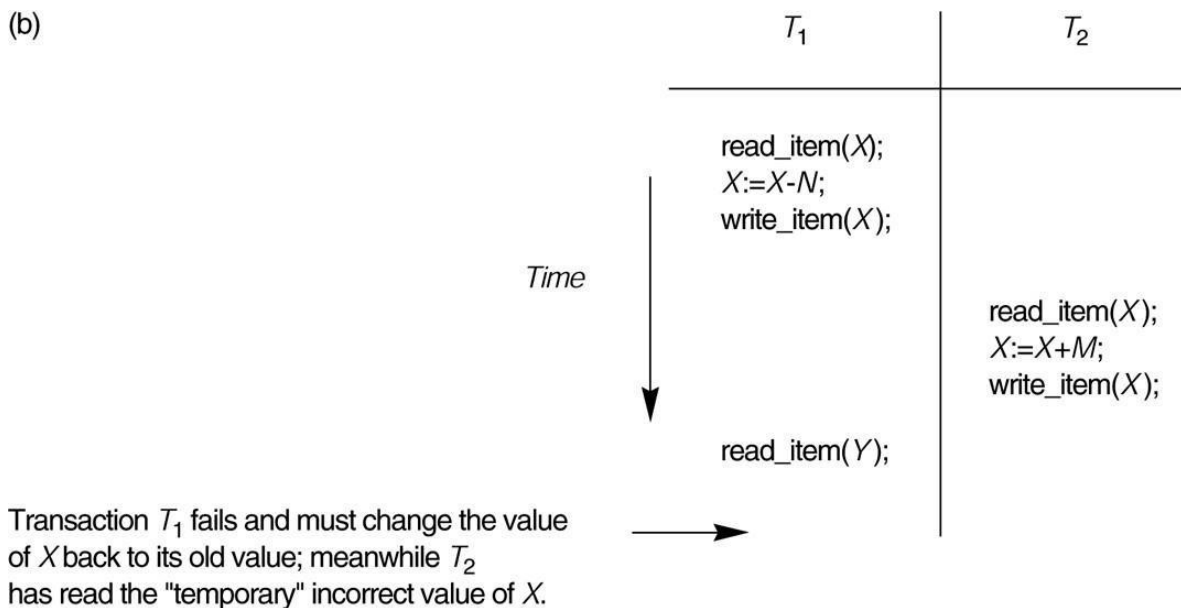 (b)
T1 T2
read_item(X);
X:=X-N;
write_item(X);
Time
read_item(X);
X:=X+M;
write_item(X);
read_item(Y);
Transaction T1 fails and must change the value
of X back to its old value; meanwhile T2
has read the "temporary" incorrect value of X.